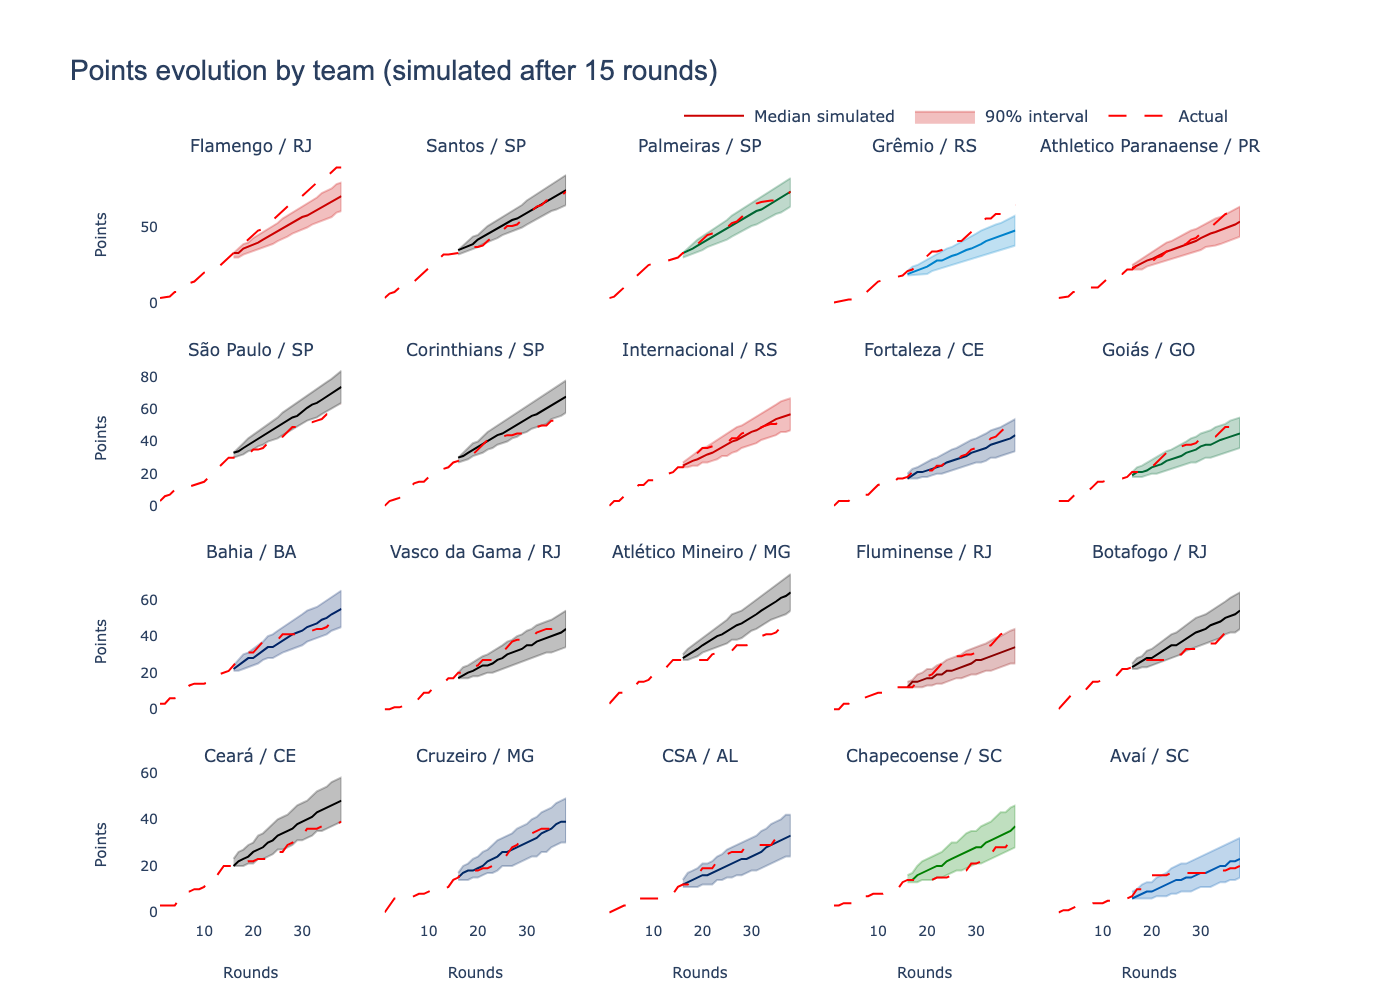 Points evolution by team (simulated after 15 rounds)
Median simulated
90% interval
Actual
Flamengo / RJ
Santos / SP
Palmeiras / SP
Grêmio / RS
Athletico Paranaense / PR
Points
50
0
São Paulo / SP
Corinthians / SP
Internacional / RS
Fortaleza / CE
Goiás / GO
Points
80
60
40
20
0
Bahia / BA
Vasco da Gama / RJ
Atlético Mineiro / MG
Fluminense / RJ
Botafogo / RJ
Points
60
40
20
0
Ceará / CE
Cruzeiro / MG
CSA / AL
Chapecoense / SC
Avaí / SC
Points
60
40
20
0
10 20 30
10 20 30
10 20 30
10 20 30
10 20 30
Rounds
Rounds
Rounds
Rounds
Rounds